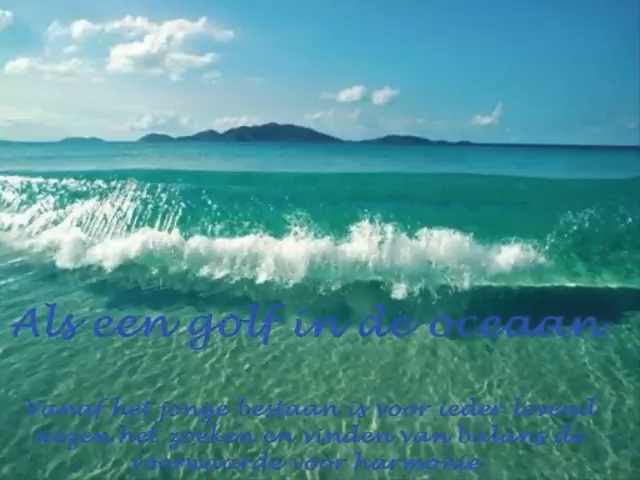 Als een golf in de oceaan
Vanaf het jonge bestaan is voor ieder levend
wezen het zoeken en vinden van balans de
voorwaarde voor harmonie